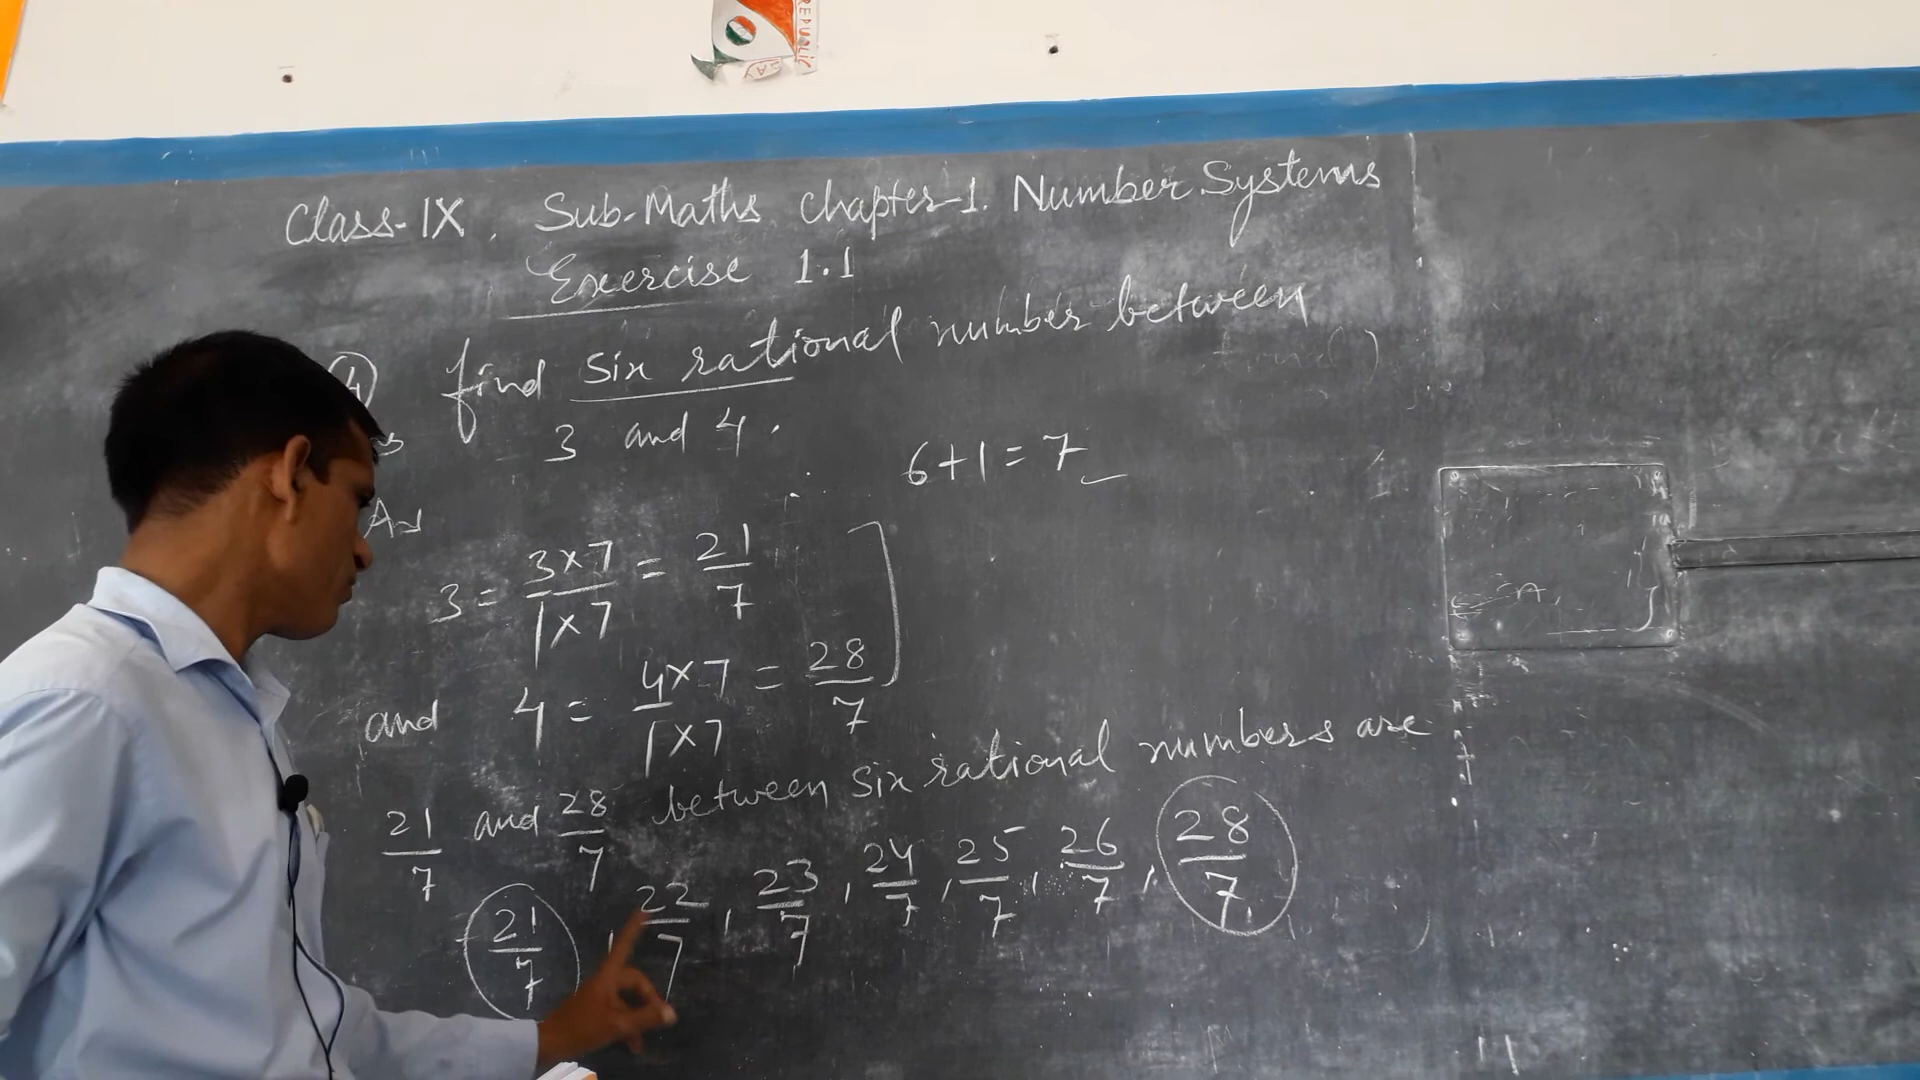 REPUBLIC
Class-IX, Sub-Maths, Chapter-1. Number Systems
Exercise 1.1
④ find six rational number between
3 and 4.
6+1=7
Ans
3 = 3×7/1×7 = 21/7
and 4 = 4×7/1×7 = 28/7
21/7 and 28/7 between six rational numbers are
21/7, 22/7, 23/7, 24/7, 25/7, 26/7, 28/7